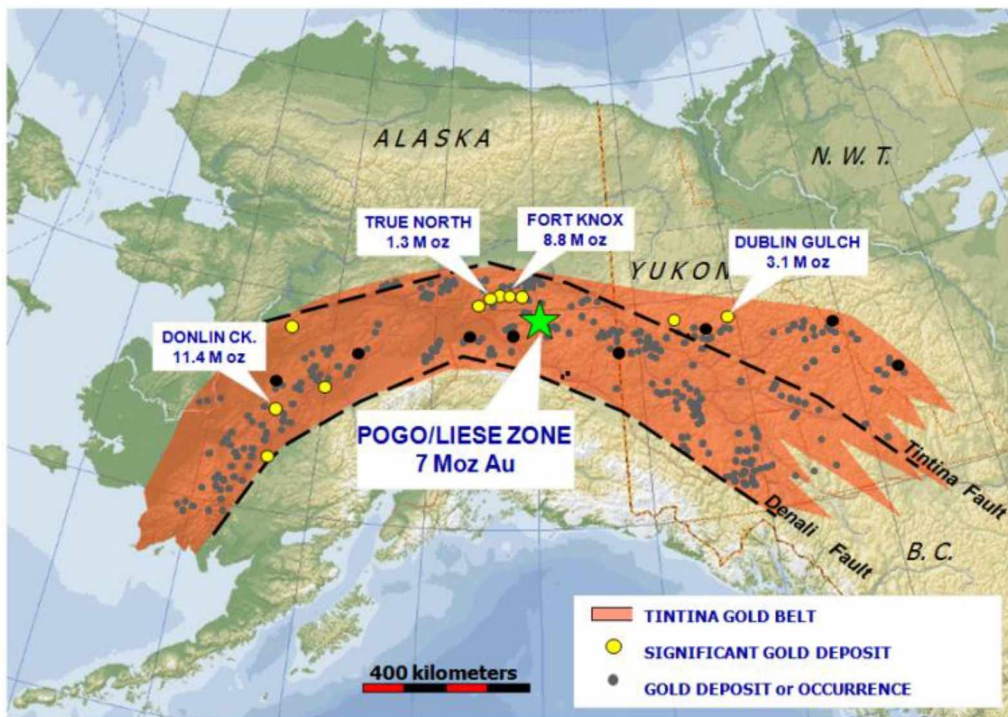 ALASKA
N.W.T.
TRUE NORTH
1.3 M oz
FORT KNOX
8.8 M oz
DUBLIN GULCH
3.1 M oz
YUKON
DONLIN CK.
11.4 M oz
POGO/LIESE ZONE
7 Moz Au
Tintina Fault
Denali Fault
B.C.
400 kilometers
TINTINA GOLD BELT
SIGNIFICANT GOLD DEPOSIT
GOLD DEPOSIT or OCCURRENCE